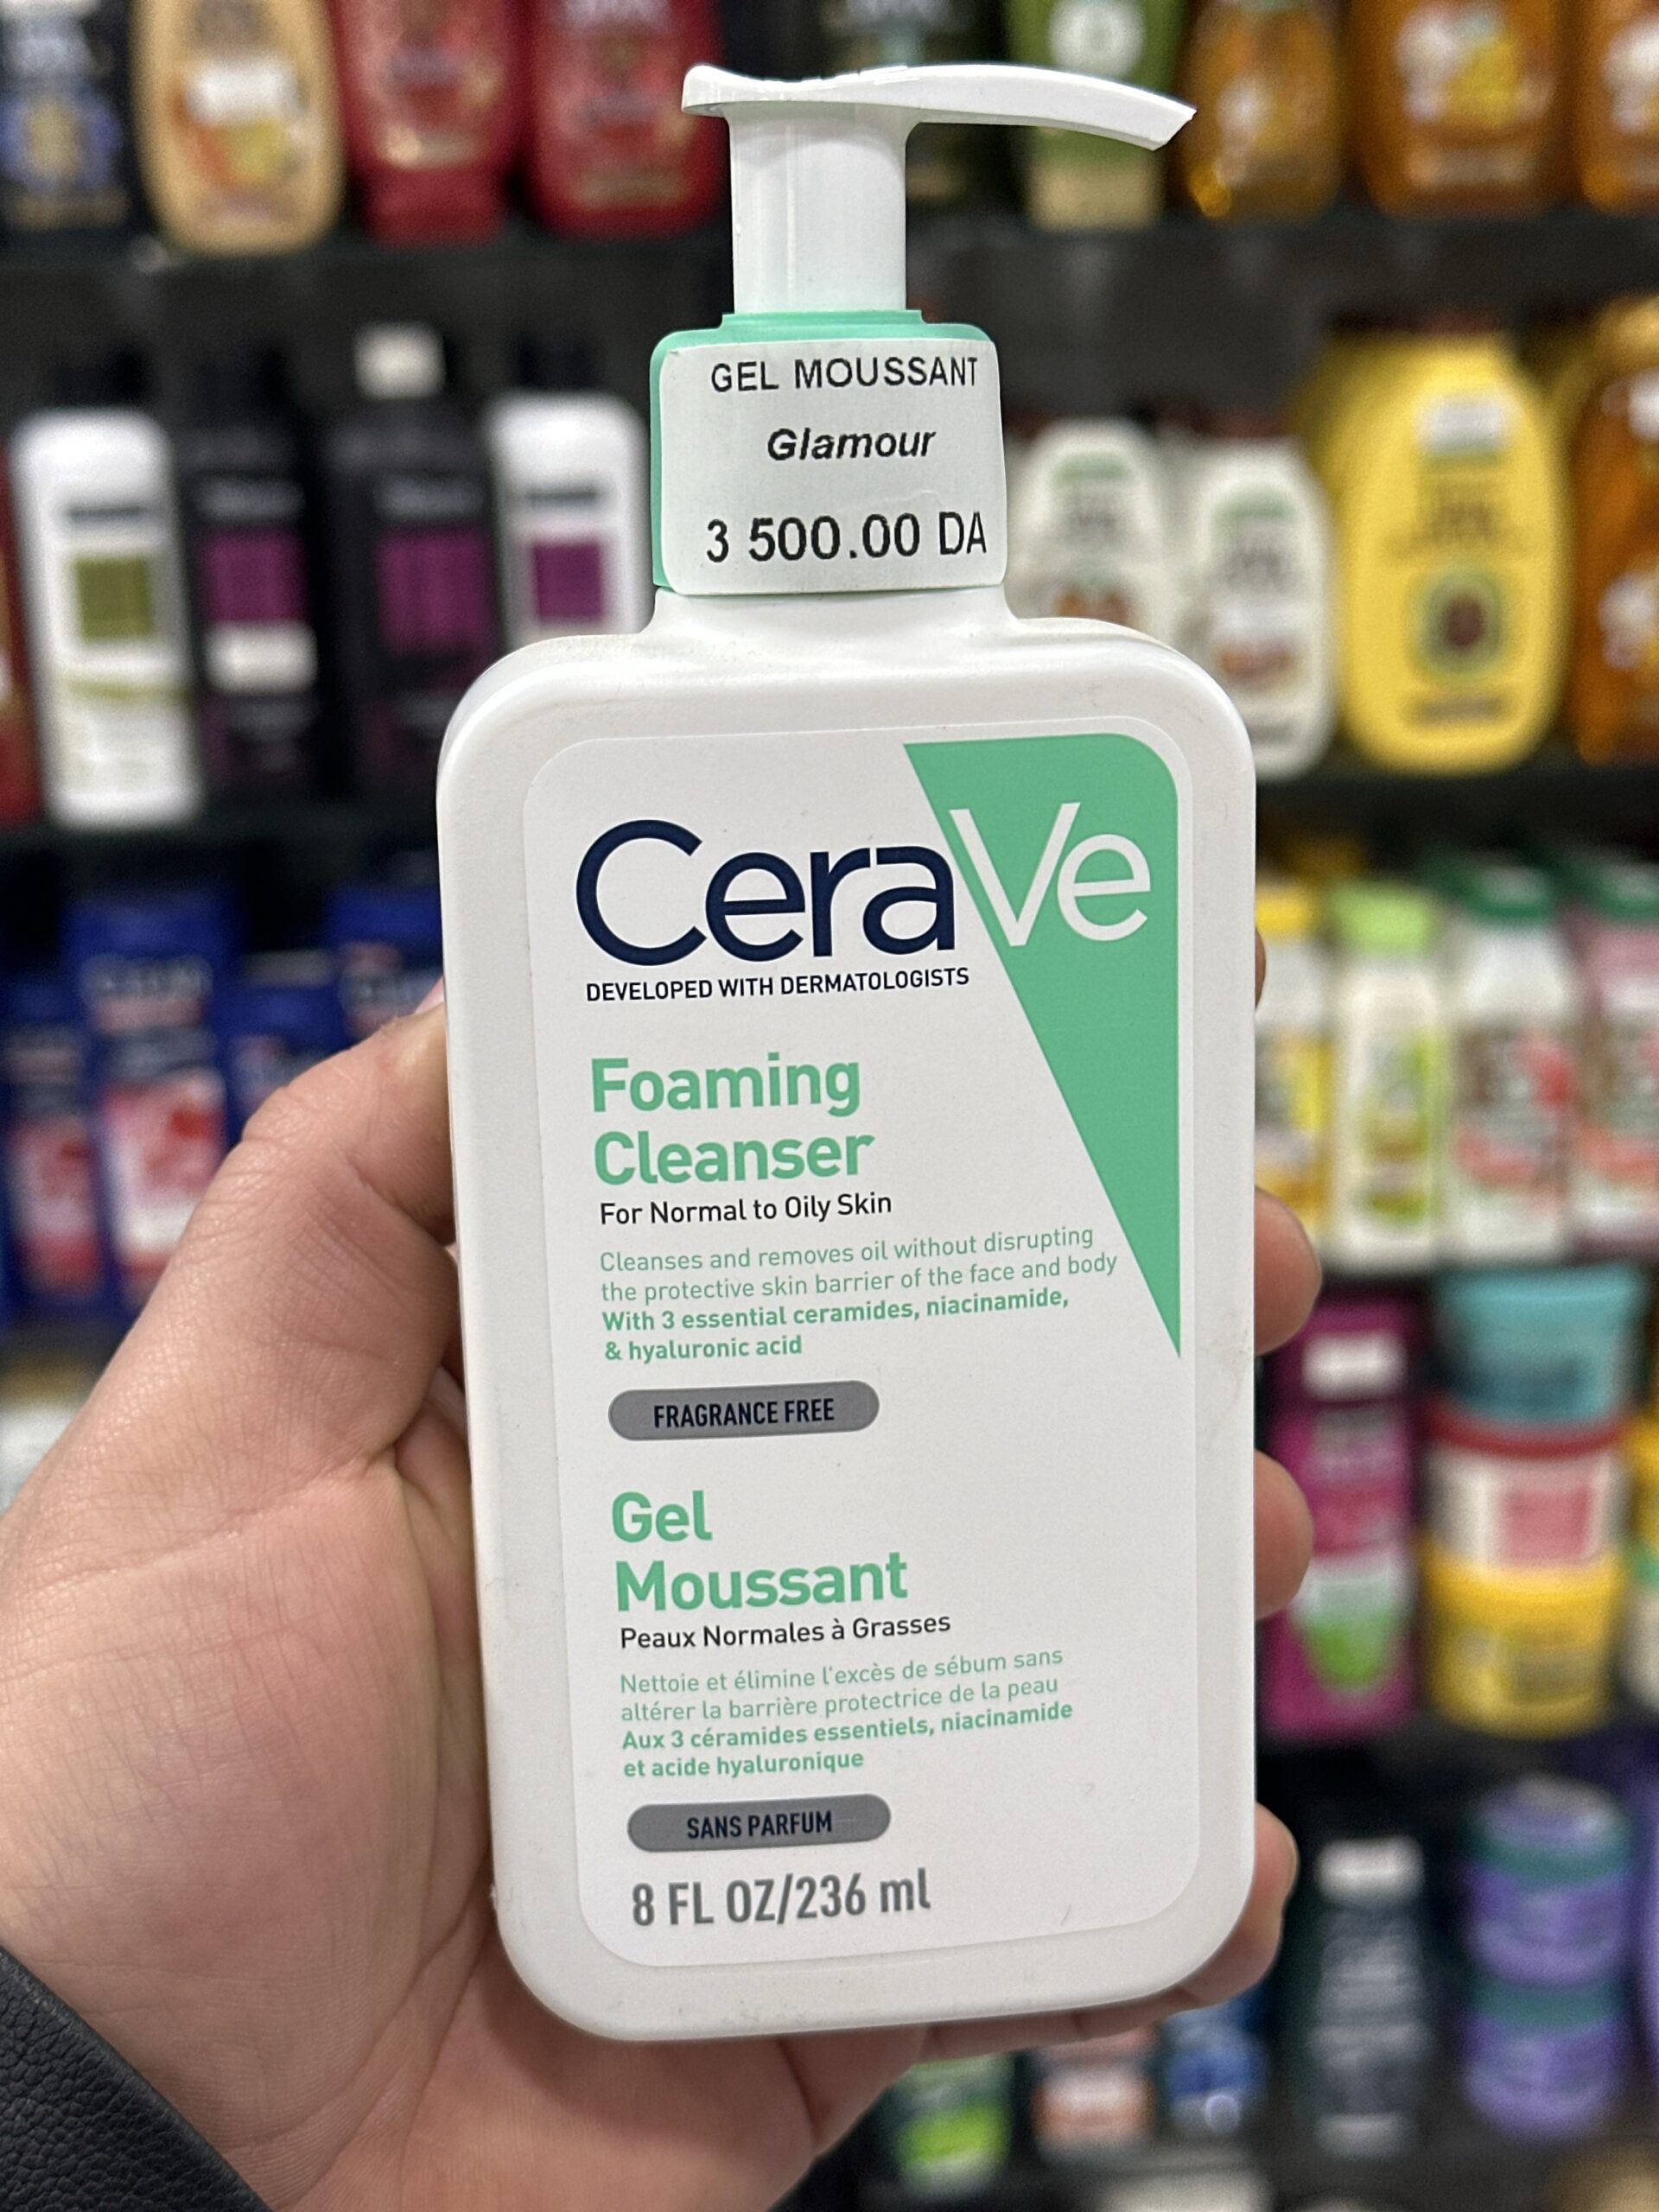 GEL MOUSSANT
Glamour
3 500.00 DA
CeraVe
DEVELOPED WITH DERMATOLOGISTS
Foaming
Cleanser
For Normal to Oily Skin
Cleanses and removes oil without disrupting
the protective skin barrier of the face and body
With 3 essential ceramides, niacinamide,
& hyaluronic acid
FRAGRANCE FREE
Gel
Moussant
Peaux Normales à Grasses
Nettoie et élimine l'excès de sébum sans
altérer la barrière protectrice de la peau
Aux 3 céramides essentiels, niacinamide
et acide hyaluronique
SANS PARFUM
8 FL OZ/236 ml